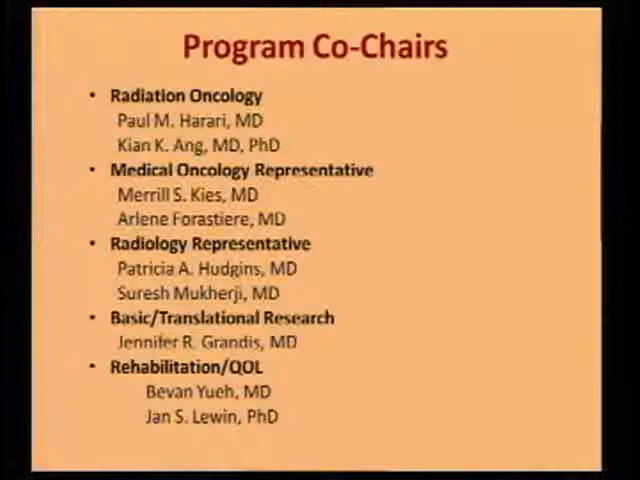 Program Co-Chairs
• Radiation Oncology
Paul M. Harari, MD
Kian K. Ang, MD, PhD
• Medical Oncology Representative
Merrill S. Kies, MD
Arlene Forastiere, MD
• Radiology Representative
Patricia A. Hudgins, MD
Suresh Mukherji, MD
• Basic/Translational Research
Jennifer R. Grandis, MD
• Rehabilitation/QOL
Bevan Yueh, MD
Jan S. Lewin, PhD